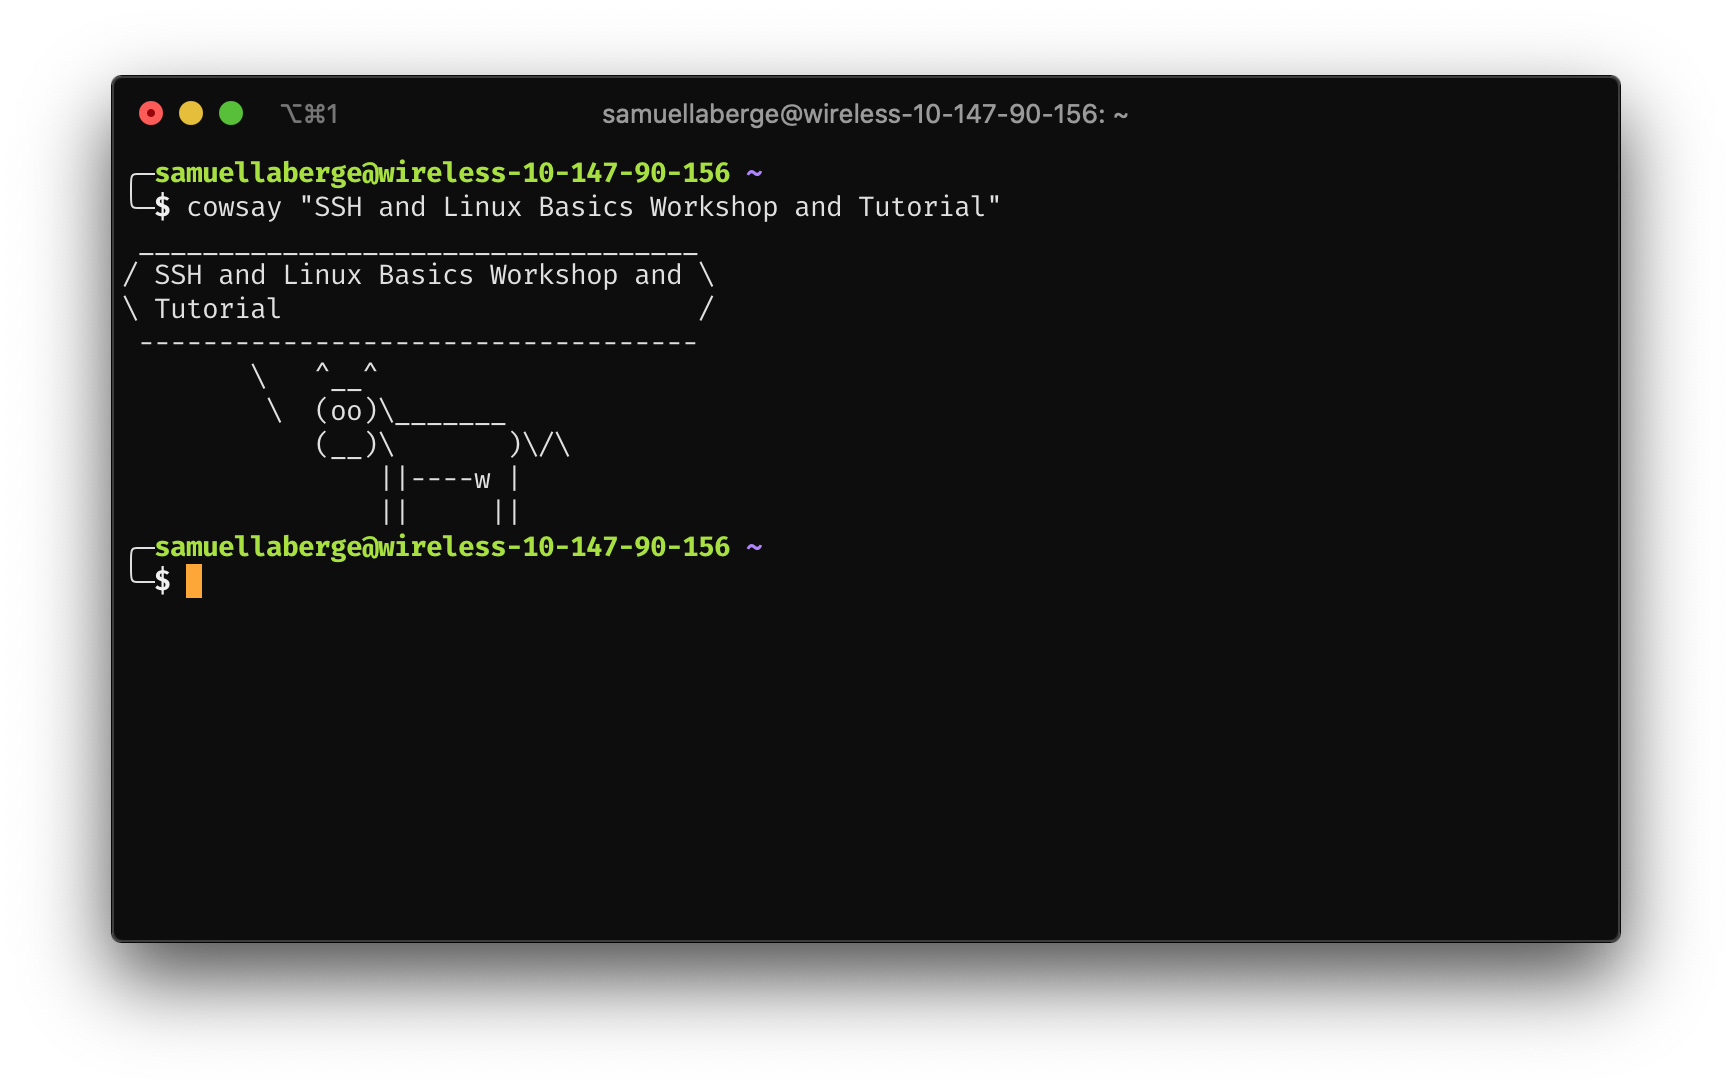 ⌥⌘1 samuellaberge@wireless-10-147-90-156: ~
╭─samuellaberge@wireless-10-147-90-156 ~
╰─$ cowsay "SSH and Linux Basics Workshop and Tutorial"
 ___________________________________
/ SSH and Linux Basics Workshop and \
\ Tutorial                          /
 -----------------------------------
        \   ^__^
         \  (oo)\_______
            (__)\       )\/\
                ||----w |
                ||     ||
╭─samuellaberge@wireless-10-147-90-156 ~
╰─$